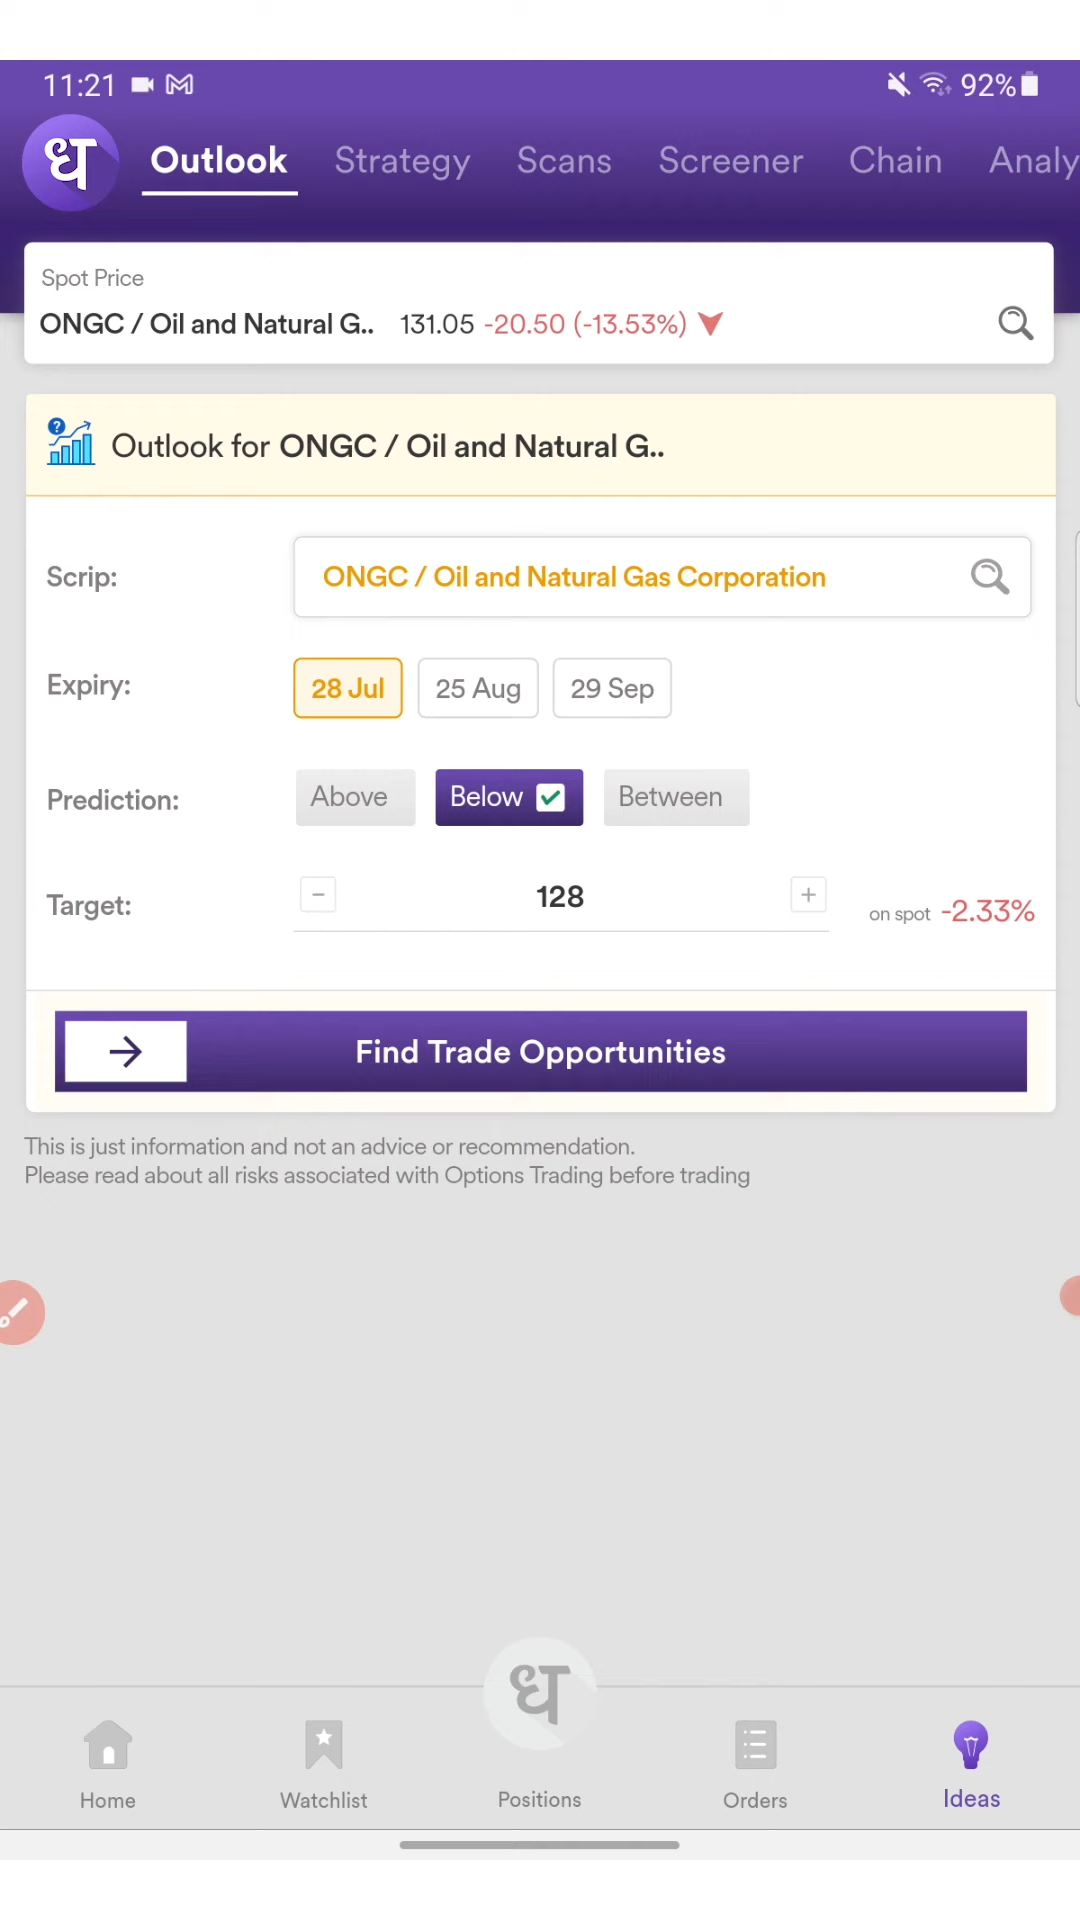 11:21
92%
ध
Outlook Strategy Scans Screener Chain Analy
Spot Price
ONGC / Oil and Natural G.. 131.05 -20.50 (-13.53%)
Outlook for ONGC / Oil and Natural G..
Scrip: ONGC / Oil and Natural Gas Corporation
Expiry: 28 Jul 25 Aug 29 Sep
Prediction: Above Below Between
Target: - 128 + on spot -2.33%
Find Trade Opportunities
This is just information and not an advice or recommendation.
Please read about all risks associated with Options Trading before trading
ध
Home Watchlist Positions Orders Ideas